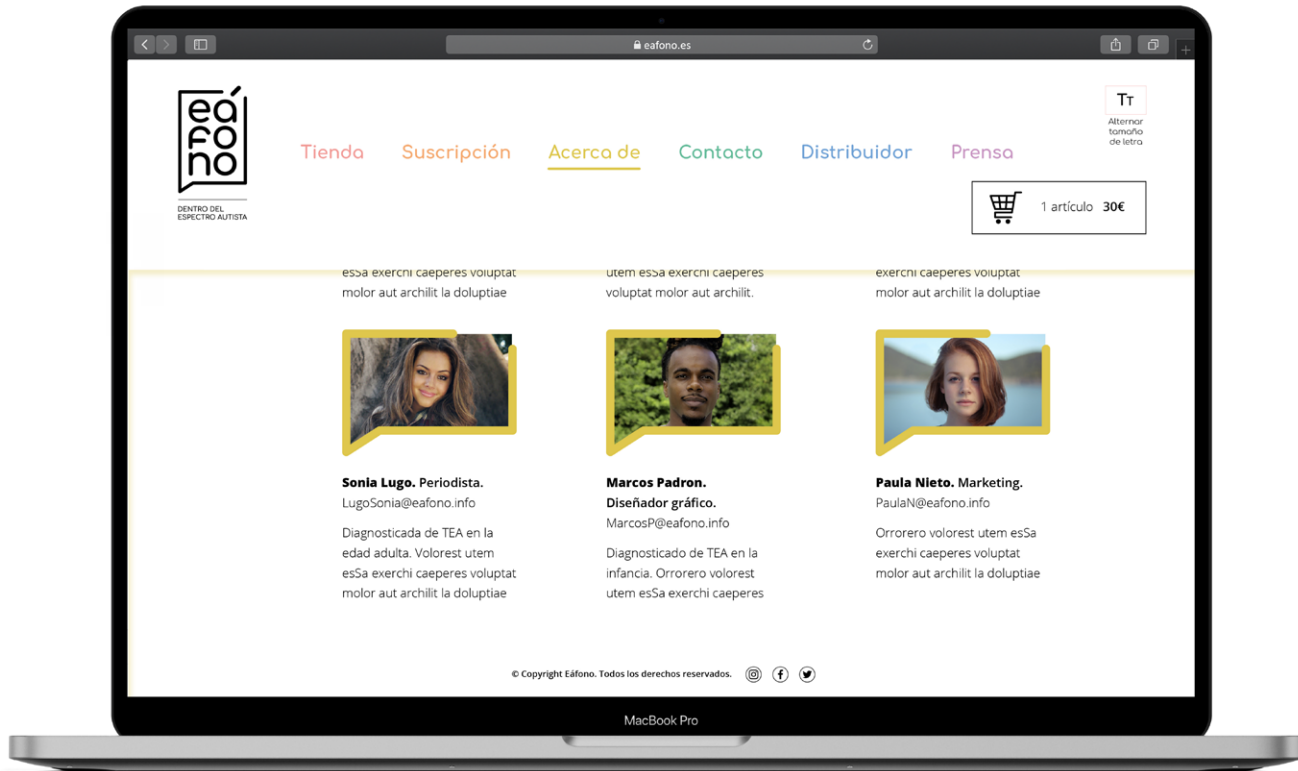 eafono.es
eá
fo
no
DENTRO DEL
ESPECTRO AUTISTA
Tienda
Suscripción
Acerca de
Contacto
Distribuidor
Prensa
TT
Alternar
tamaño
de letra
1 artículo 30€
esSa exerchi caeperes voluptat
molor aut archilit la doluptiae
utem esSa exerchi caeperes
voluptat molor aut archilit.
exerchi caeperes voluptat
molor aut archilit la doluptiae
Sonia Lugo. Periodista.
LugoSonia@eafono.info
Diagnosticada de TEA en la
edad adulta. Volorest utem
esSa exerchi caeperes voluptat
molor aut archilit la doluptiae
Marcos Padron.
Diseñador gráfico.
MarcosP@eafono.info
Diagnosticado de TEA en la
infancia. Orrorero volorest
utem esSa exerchi caeperes
Paula Nieto. Marketing.
PaulaN@eafono.info
Orrorero volorest utem esSa
exerchi caeperes voluptat
molor aut archilit la doluptiae
© Copyright Eáfono. Todos los derechos reservados.
MacBook Pro